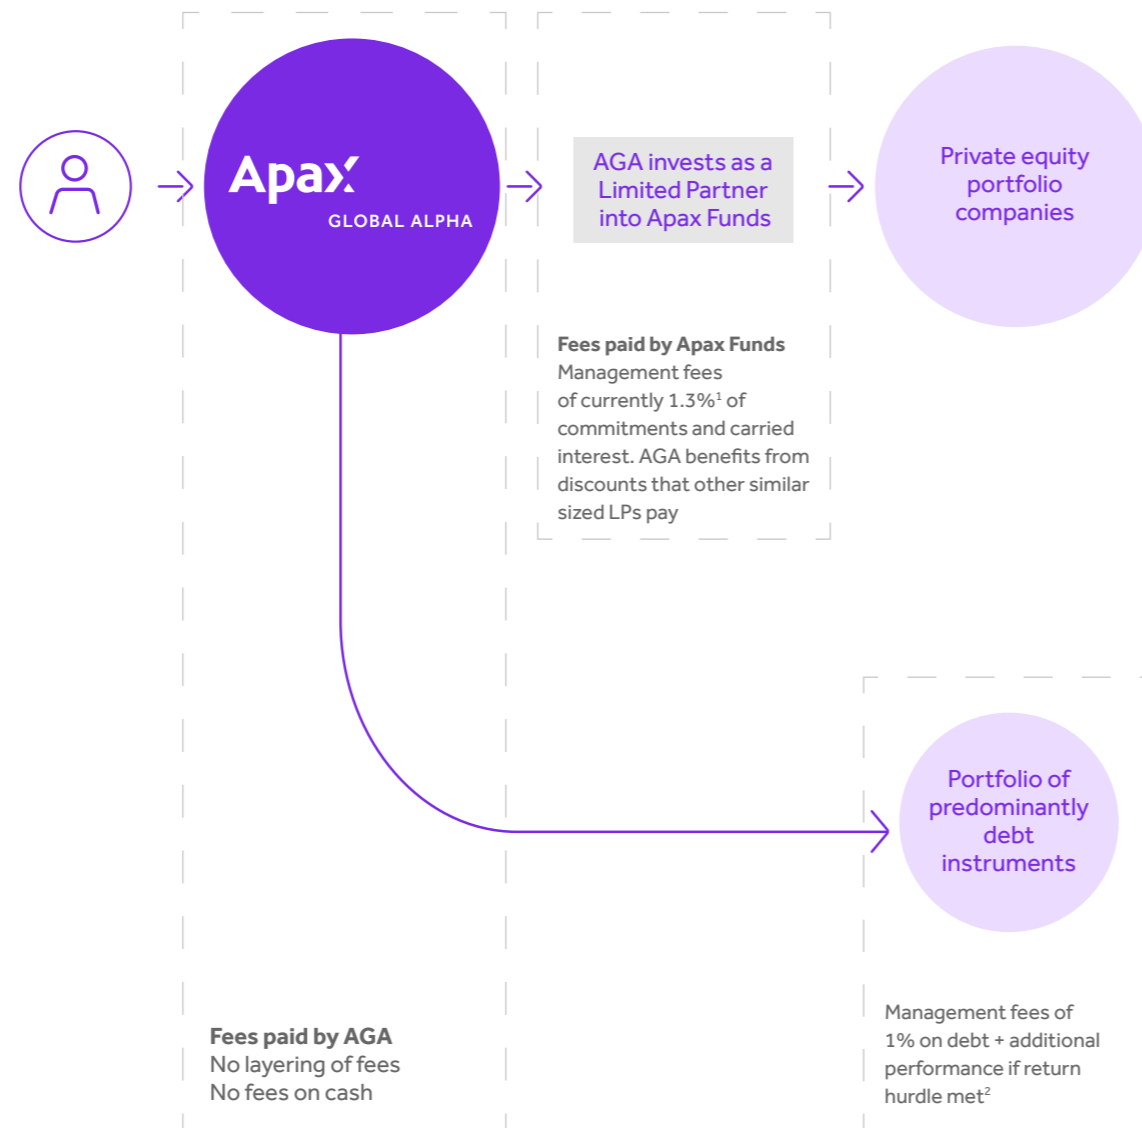 Apax
GLOBAL ALPHA
AGA invests as a
Limited Partner
into Apax Funds
Private equity
portfolio
companies
Fees paid by Apax Funds
Management fees
of currently 1.3%¹ of
commitments and carried
interest. AGA benefits from
discounts that other similar
sized LPs pay
Portfolio of
predominantly
debt
instruments
Fees paid by AGA
No layering of fees
No fees on cash
Management fees of
1% on debt + additional
performance if return
hurdle met²